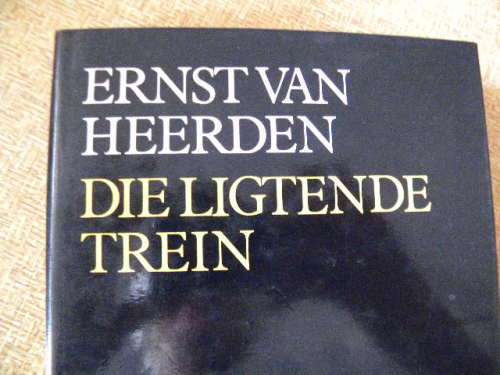 ERNST VAN
HEERDEN
DIE LIGTENDE
TREIN